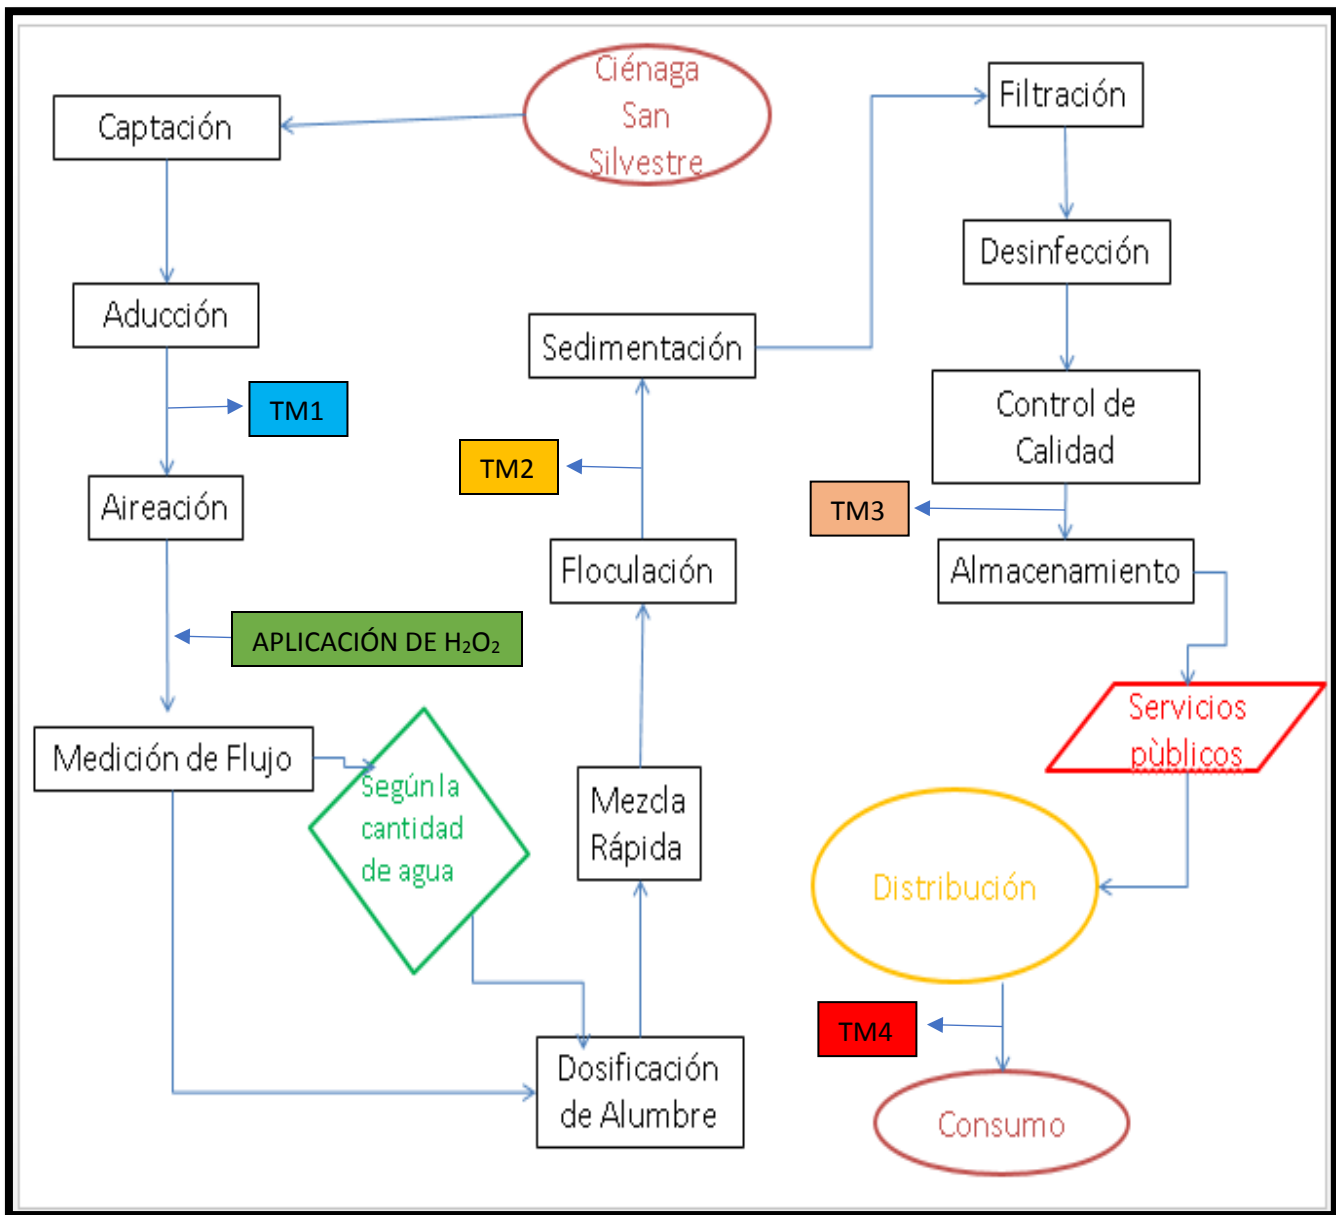 Ciénaga
San
Silvestre
Captación
Aducción
TM1
Aireación
APLICACIÓN DE H₂O₂
Medición de Flujo
Según la
cantidad
de agua
Dosificación
de Alumbre
Mezcla
Rápida
Floculación
TM2
Sedimentación
Filtración
Desinfección
Control de
Calidad
TM3
Almacenamiento
Servicios
pùblicos
Distribución
TM4
Consumo